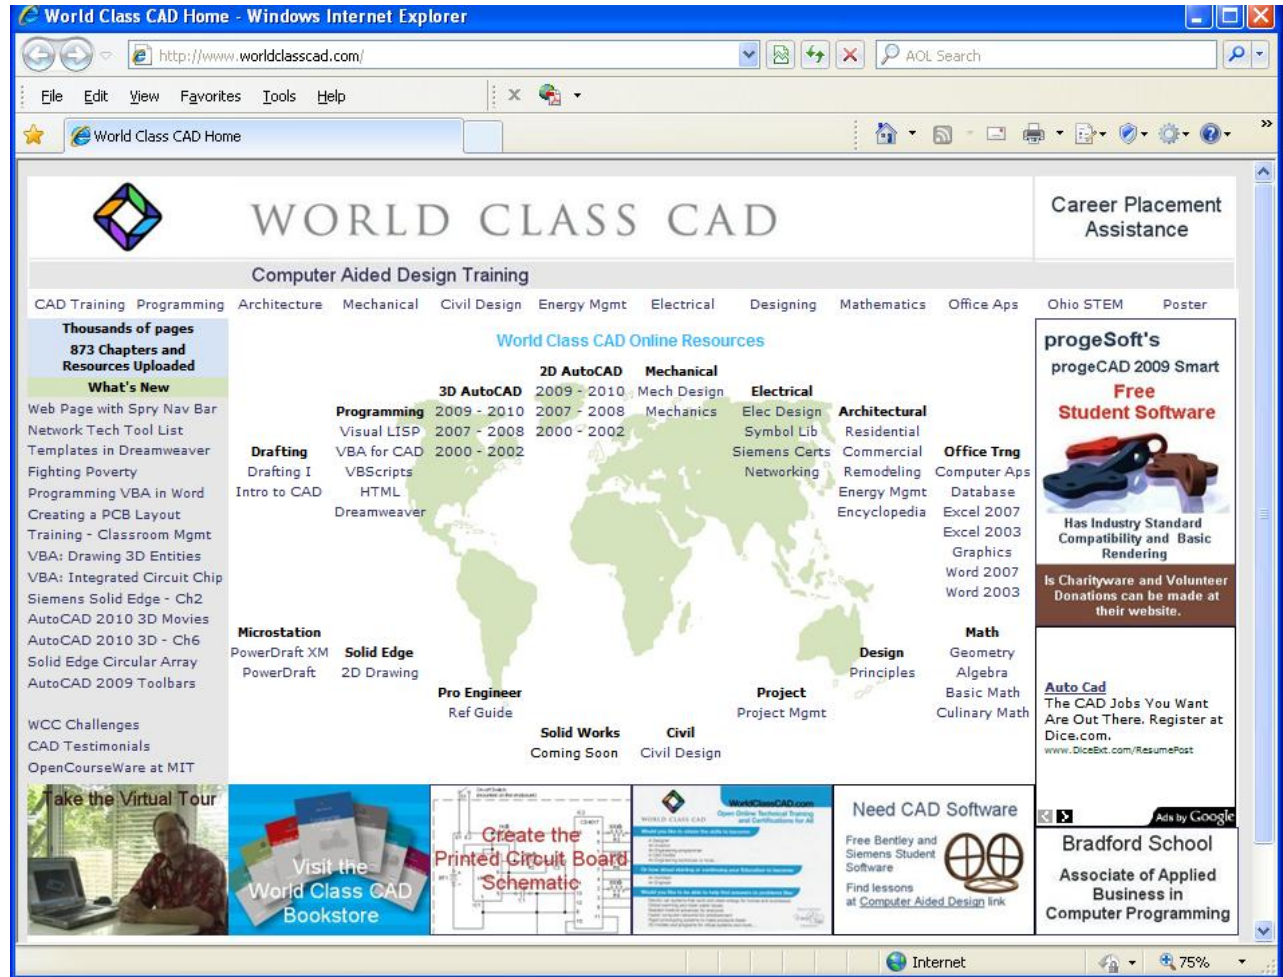 World Class CAD Home - Windows Internet Explorer
http://www.worldclasscad.com/
AOL Search
File Edit View Favorites Tools Help
World Class CAD Home
WORLD CLASS CAD
Career Placement
Assistance
Computer Aided Design Training
CAD Training Programming Architecture Mechanical Civil Design Energy Mgmt Electrical Designing Mathematics Office Aps Ohio STEM Poster
Thousands of pages
873 Chapters and
Resources Uploaded
What's New
Web Page with Spry Nav Bar
Network Tech Tool List
Templates in Dreamweaver
Fighting Poverty
Programming VBA in Word
Creating a PCB Layout
Training - Classroom Mgmt
VBA: Drawing 3D Entities
VBA: Integrated Circuit Chip
Siemens Solid Edge - Ch2
AutoCAD 2010 3D Movies
AutoCAD 2010 3D - Ch6
Solid Edge Circular Array
AutoCAD 2009 Toolbars
WCC Challenges
CAD Testimonials
OpenCourseWare at MIT
World Class CAD Online Resources
Drafting
Drafting I
Intro to CAD
Programming
Visual LISP
VBA for CAD
VBScripts
HTML
Dreamweaver
3D AutoCAD
2009 - 2010
2007 - 2008
2000 - 2002
2D AutoCAD
2009 - 2010
2007 - 2008
2000 - 2002
Mechanical
Mech Design
Mechanics
Electrical
Elec Design
Symbol Lib
Siemens Certs
Networking
Architectural
Residential
Commercial
Remodeling
Energy Mgmt
Encyclopedia
Office Trng
Computer Aps
Database
Excel 2007
Excel 2003
Graphics
Word 2007
Word 2003
Microstation
PowerDraft XM
PowerDraft
Solid Edge
2D Drawing
Pro Engineer
Ref Guide
Solid Works
Coming Soon
Civil
Civil Design
Project
Project Mgmt
Design
Principles
Math
Geometry
Algebra
Basic Math
Culinary Math
progeSoft's
progeCAD 2009 Smart
Free
Student Software
Has Industry Standard
Compatibility and Basic
Rendering
Is Charityware and Volunteer
Donations can be made at
their website.
Auto Cad
The CAD Jobs You Want
Are Out There. Register at
Dice.com.
www.DiceExt.com/ResumePost
Ads by Google
Take the Virtual Tour
Visit the
World Class CAD
Bookstore
Create the
Printed Circuit Board
Schematic
WORLD CLASS CAD
WorldClassCAD.com
Open Online Technical Training
and Certifications for All
Need CAD Software
Free Bentley and
Siemens Student
Software
Find lessons
at Computer Aided Design link
Bradford School
Associate of Applied
Business in
Computer Programming
Internet
75%